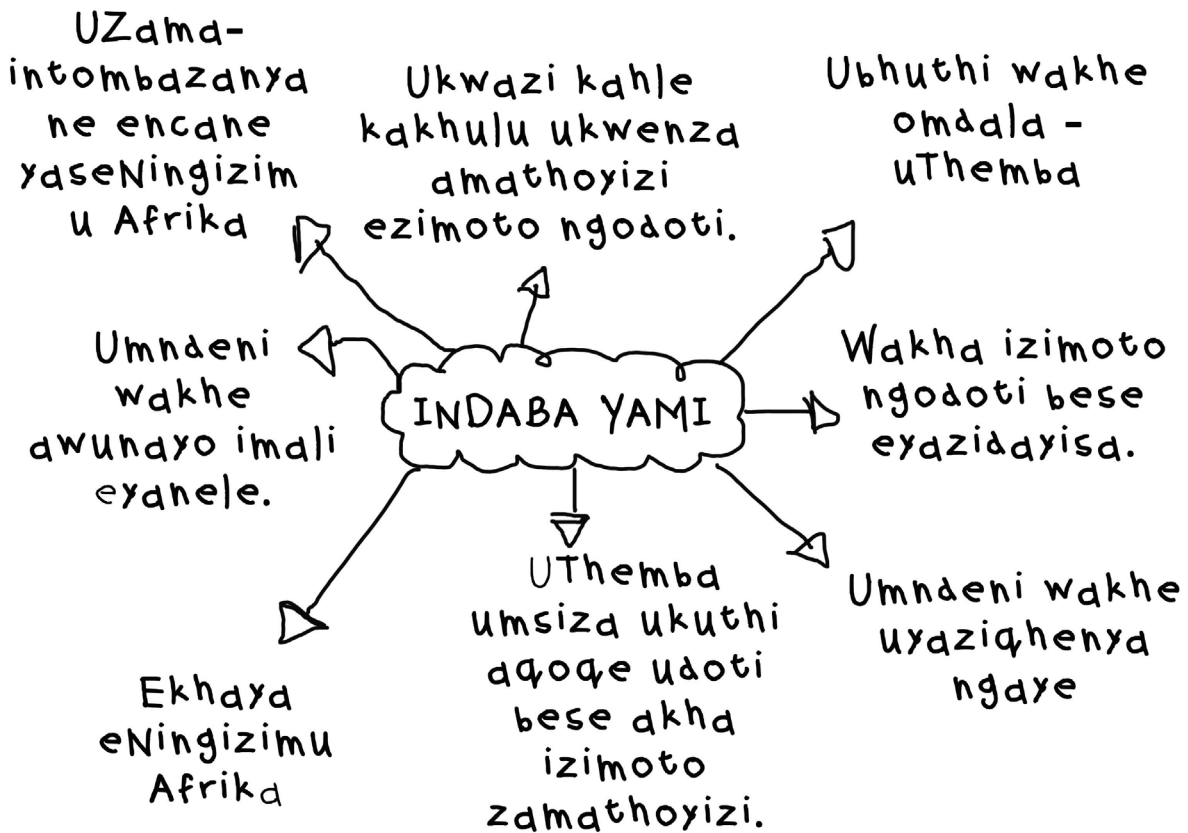 UZama-
intombazanya
ne encane
yaseNingizim
u Afrika
Ukwazi kahle
kakhulu ukwenza
amathoyizi
ezimoto ngodoti.
Ubhuthi wakhe
omdala -
uThemba
Umndeni
wakhe
awunayo imali
eyanele.
INDABA YAMI
Wakha izimoto
ngodoti bese
eyazidayisa.
Ekhaya
eNingizimu
Afrika
UThemba
umsiza ukuthi
aqoqe udoti
bese akha
izimoto
zamathoyizi.
Umndeni wakhe
uyaziqhenya
ngaye